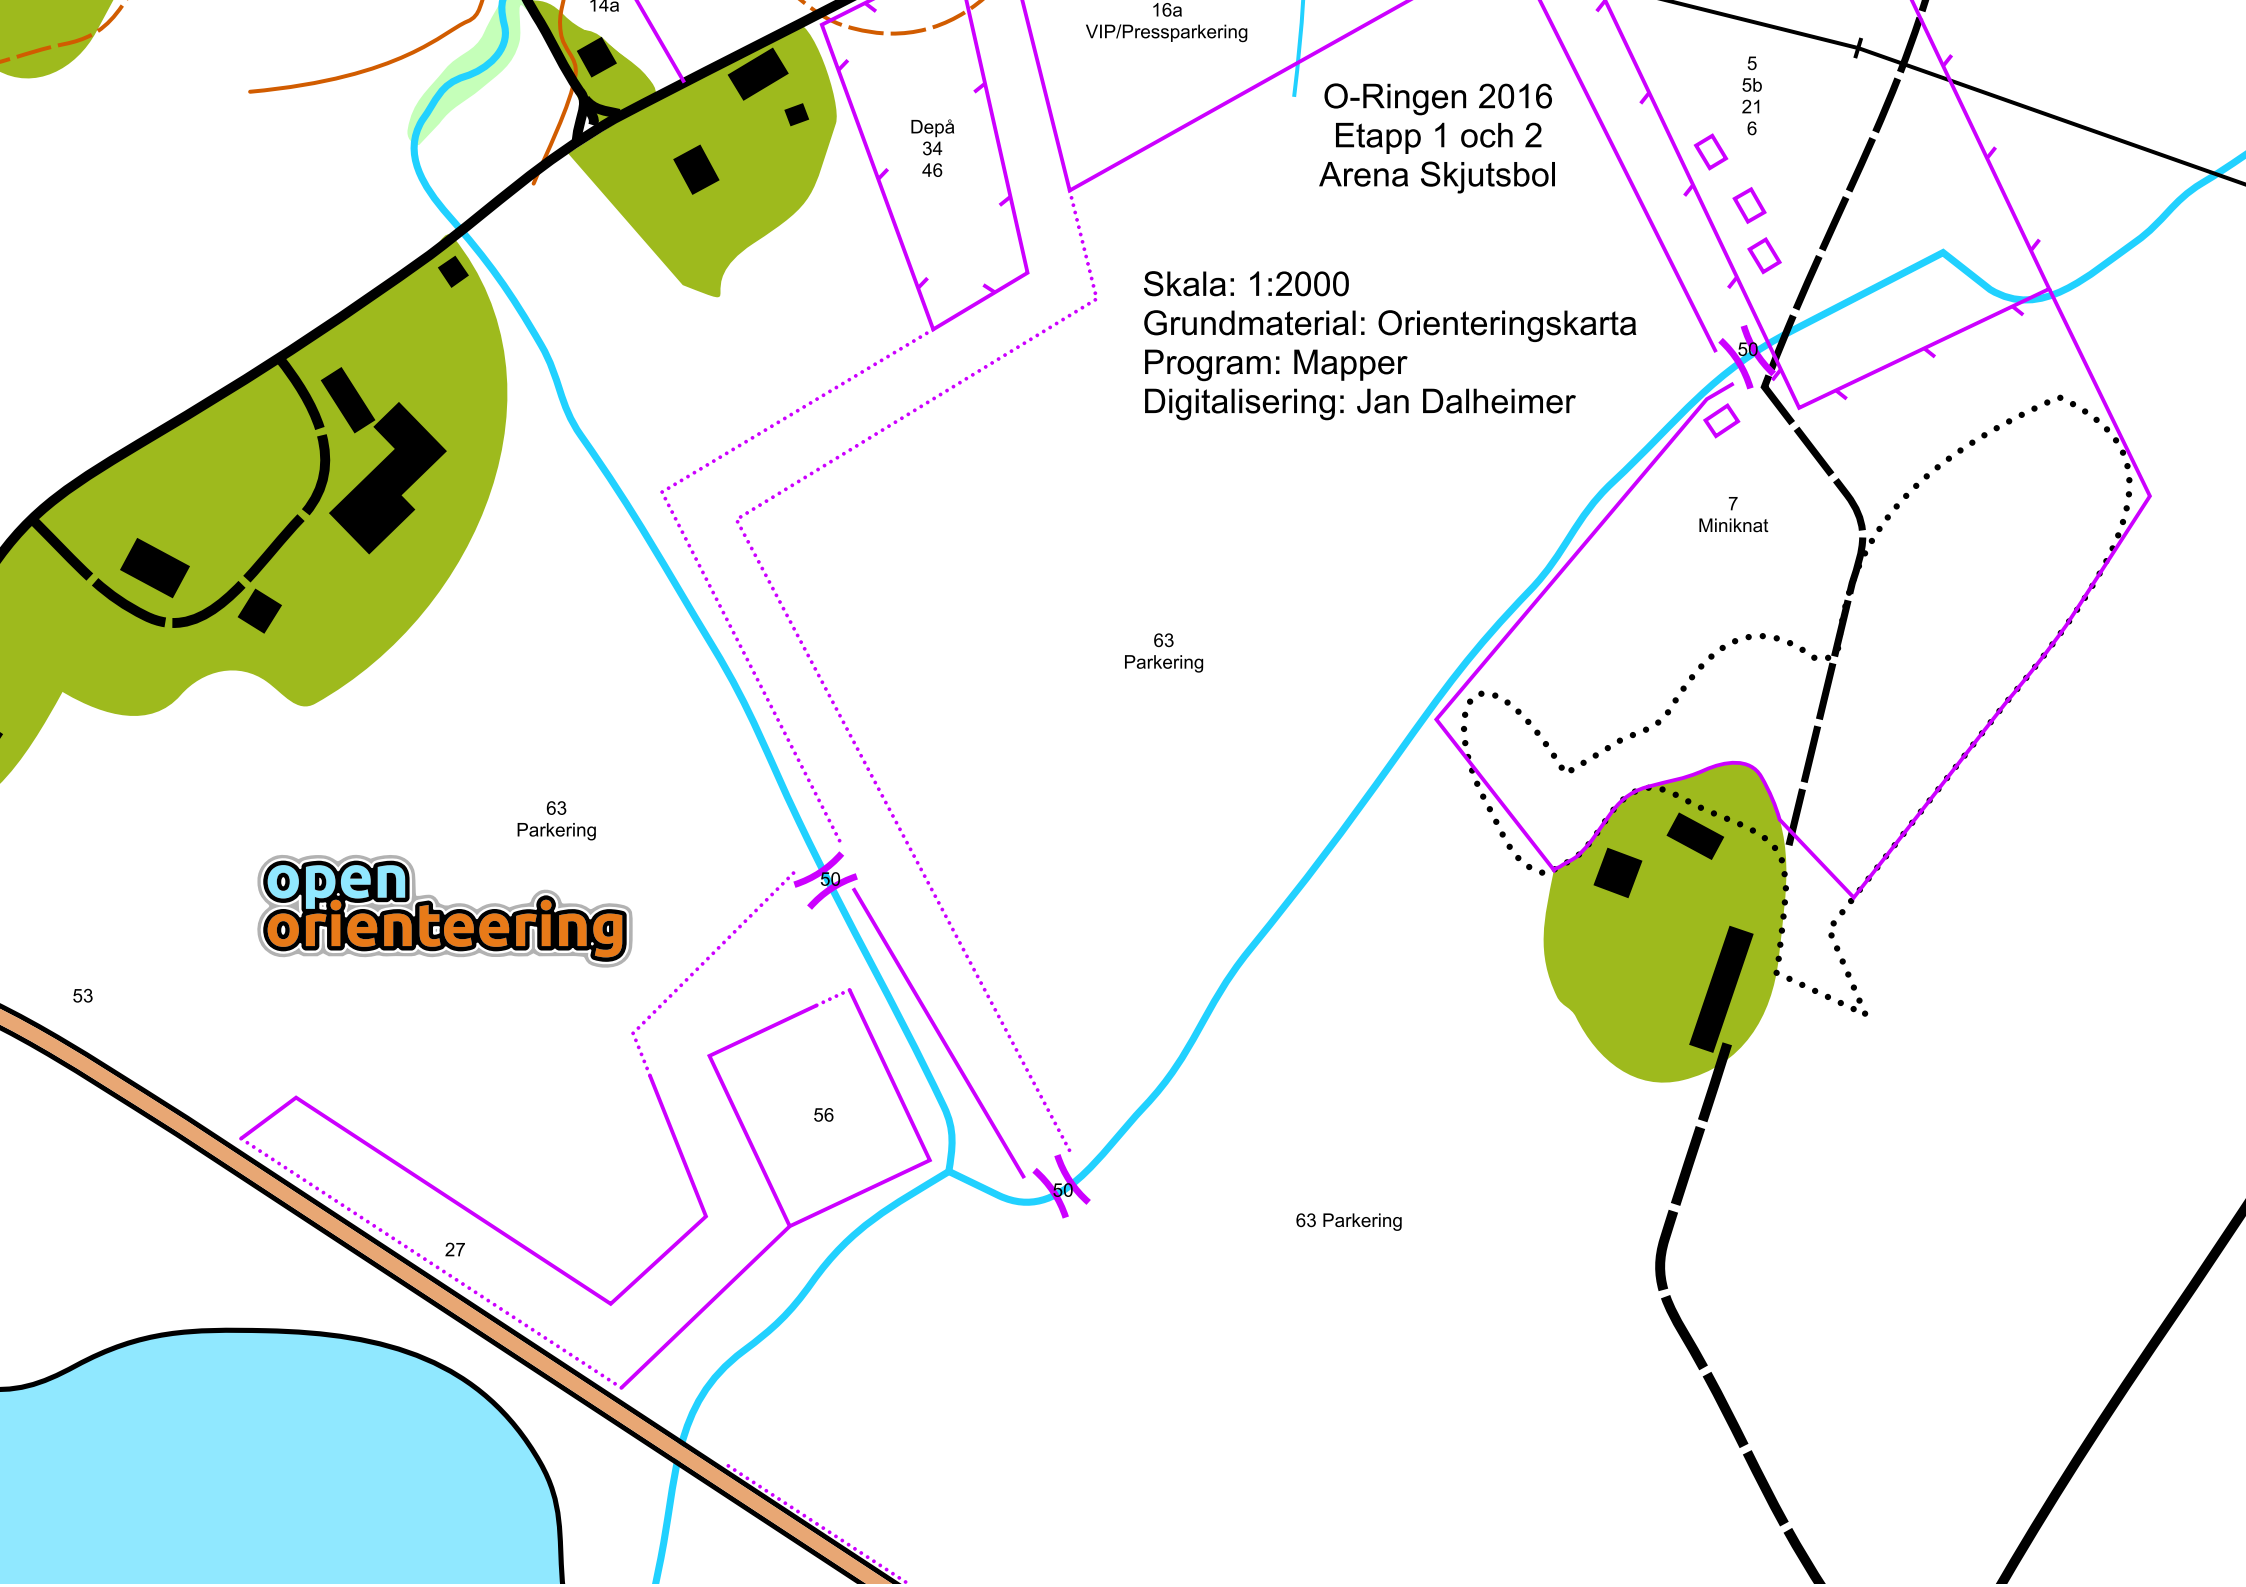 14a
16a
VIP/Pressparkering
O-Ringen 2016
Etapp 1 och 2
Arena Skjutsbol
5
5b
21
6
Depå
34
46
Skala: 1:2000
Grundmaterial: Orienteringskarta
Program: Mapper
Digitalisering: Jan Dalheimer
50
7
Miniknat
63
Parkering
63
Parkering
50
open
orienteering
53
56
50
63 Parkering
27